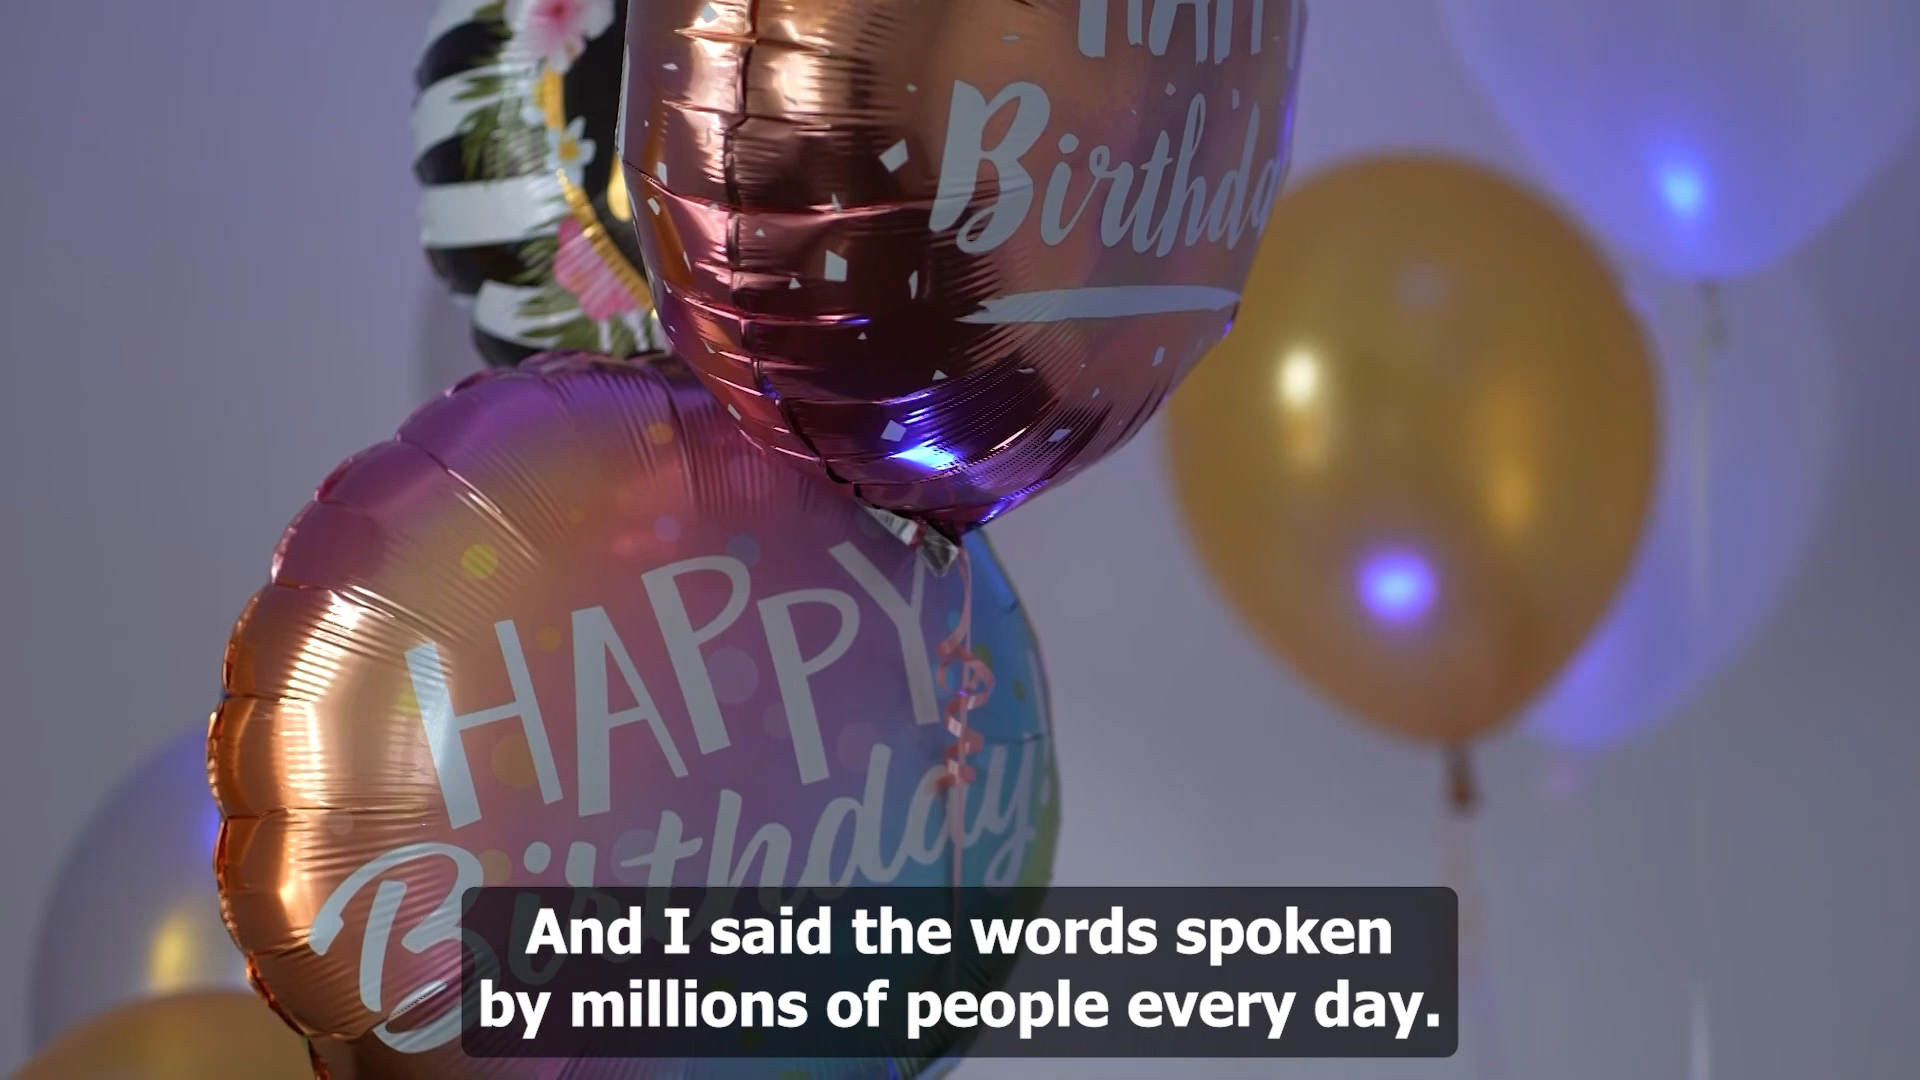 Birthday
HAPPY
Birthday
And I said the words spoken
by millions of people every day.